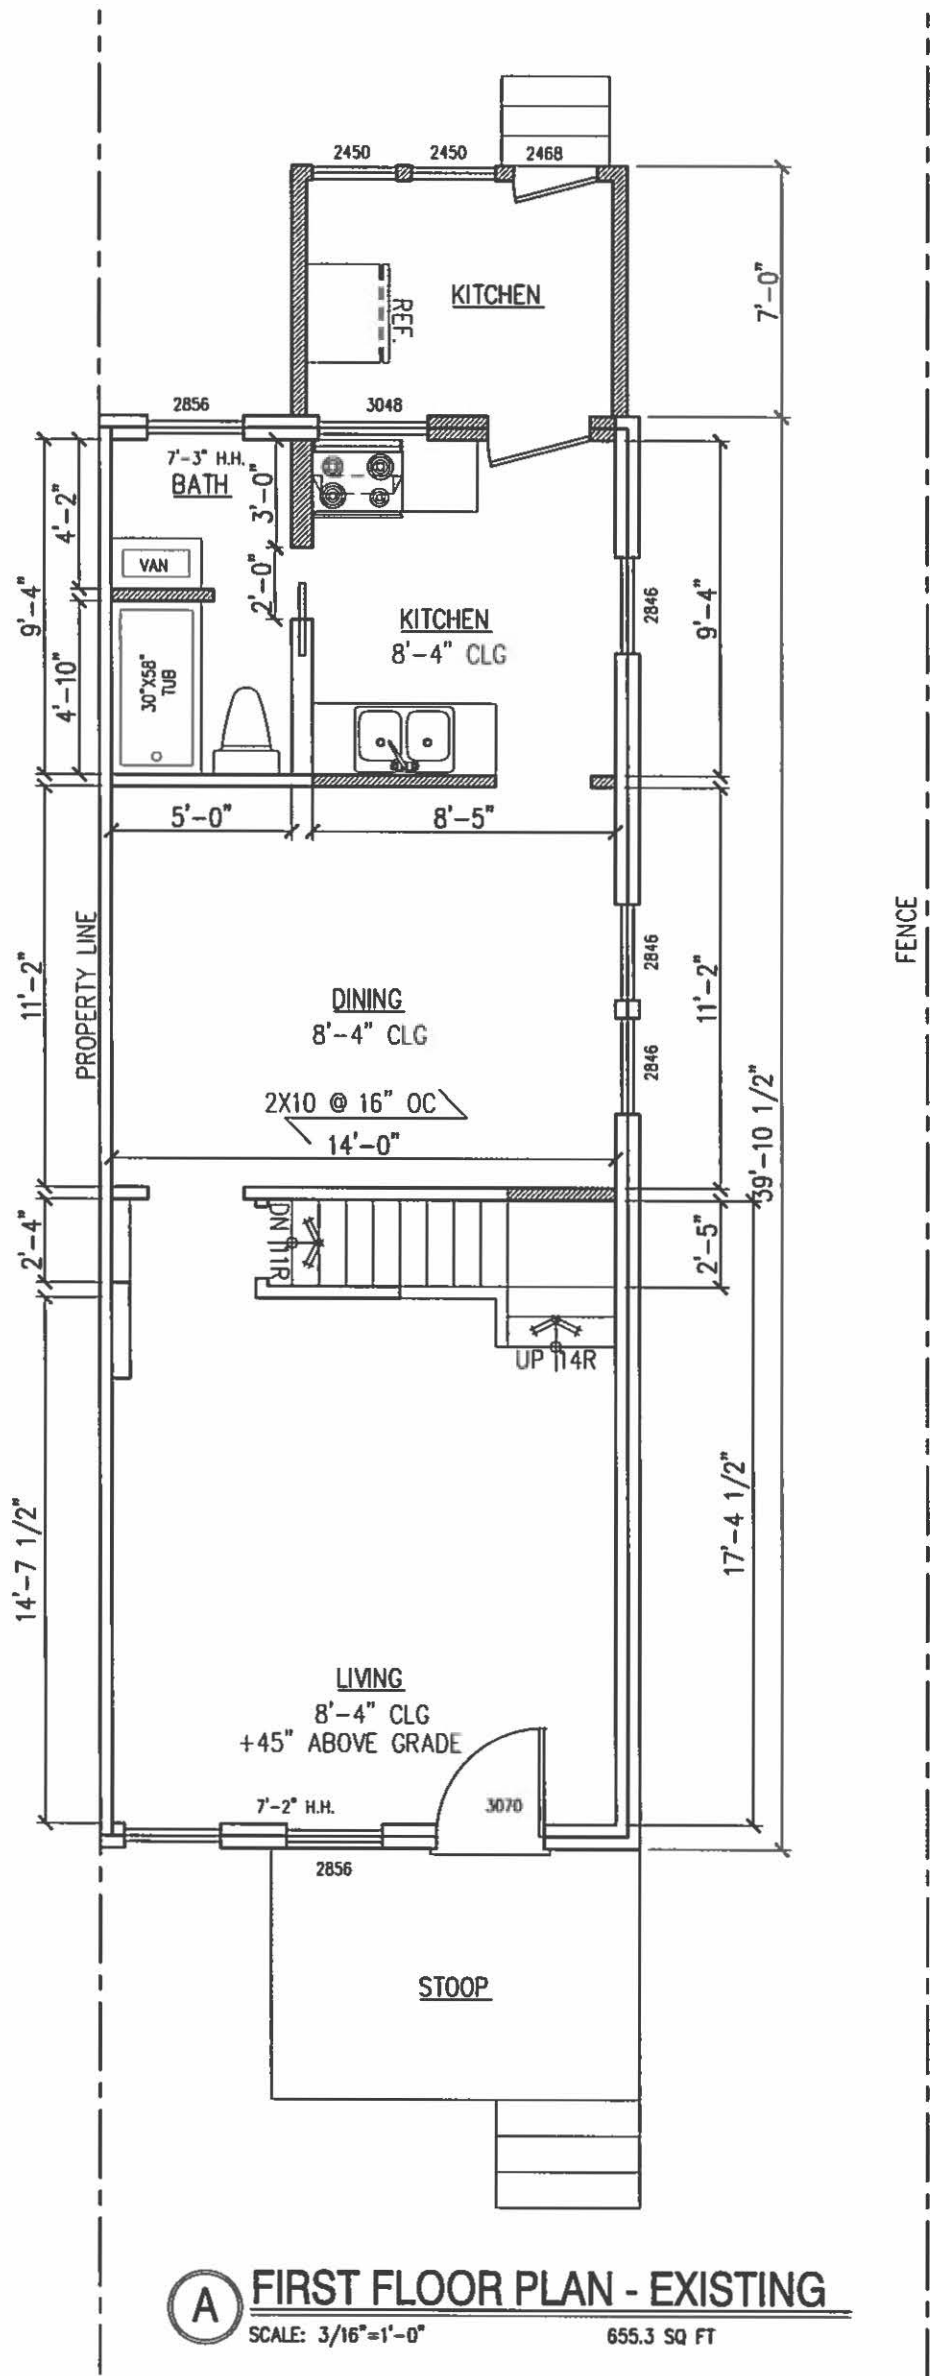 2450
2450
2468
7'-0"
KITCHEN
REF.
2856
3048
7'-3" H.H.
BATH
3'-0"
4'-2"
9'-4"
VAN
2'-0"
KITCHEN
8'-4" CLG
2846
9'-4"
4'-10"
30"X58"
TUB
5'-0"
8'-5"
PROPERTY LINE
FENCE
11'-2"
2846
11'-2"
DINING
8'-4" CLG
2846
2X10 @ 16" OC
14'-0"
39'-10 1/2"
2'-4"
DN 11R
2'-5"
UP 14R
14'-7 1/2"
17'-4 1/2"
LIVING
8'-4" CLG
+45" ABOVE GRADE
7'-2" H.H.
3070
2856
STOOP
A
FIRST FLOOR PLAN - EXISTING
SCALE: 3/16"=1'-0"
655.3 SQ FT